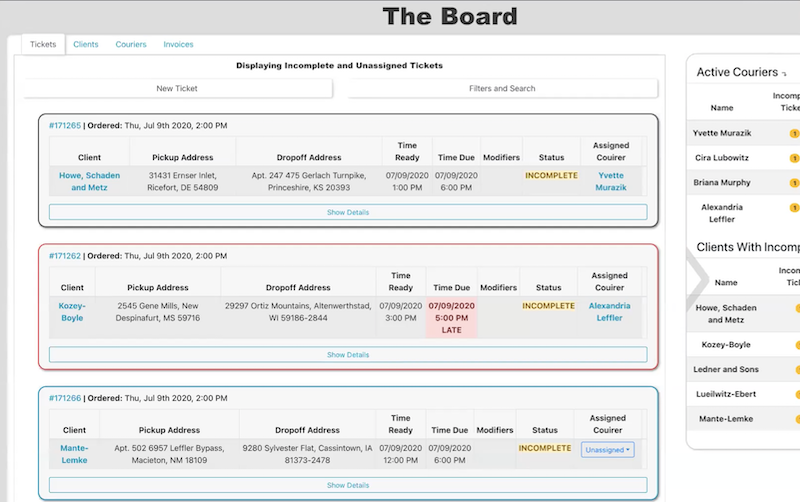 The Board
Tickets Clients Couriers Invoices
Displaying Incomplete and Unassigned Tickets
New Ticket Filters and Search
#171265 | Ordered: Thu, Jul 9th 2020, 2:00 PM
Client Pickup Address Dropoff Address Time Ready Time Due Modifiers Status Assigned Couirer
Howe, Schaden and Metz 31431 Ernser Inlet, Ricefort, DE 54809 Apt. 247 475 Gerlach Turnpike, Princeshire, KS 20393 07/09/2020 1:00 PM 07/09/2020 6:00 PM INCOMPLETE Yvette Murazik
Show Details
#171262 | Ordered: Thu, Jul 9th 2020, 2:00 PM
Client Pickup Address Dropoff Address Time Ready Time Due Modifiers Status Assigned Couirer
Kozey-Boyle 2545 Gene Mills, New Despinafurt, MS 59716 29297 Ortiz Mountains, Altenwerthstad, WI 59186-2844 07/09/2020 3:00 PM 07/09/2020 5:00 PM LATE INCOMPLETE Alexandria Leffler
Show Details
#171266 | Ordered: Thu, Jul 9th 2020, 2:00 PM
Client Pickup Address Dropoff Address Time Ready Time Due Modifiers Status Assigned Couirer
Mante-Lemke Apt. 502 6957 Leffler Bypass, Macieton, NM 18109 9280 Sylvester Flat, Cassintown, IA 81373-2478 07/09/2020 12:00 PM 07/09/2020 6:00 PM INCOMPLETE Unassigned
Show Details
Active Couriers
Name
Yvette Murazik 1
Cira Lubowitz 1
Briana Murphy 1
Alexandria Leffler 1
Clients With
Name
Howe, Schaden and Metz
Kozey-Boyle
Ledner and Sons
Lueilwitz-Ebert
Mante-Lemke